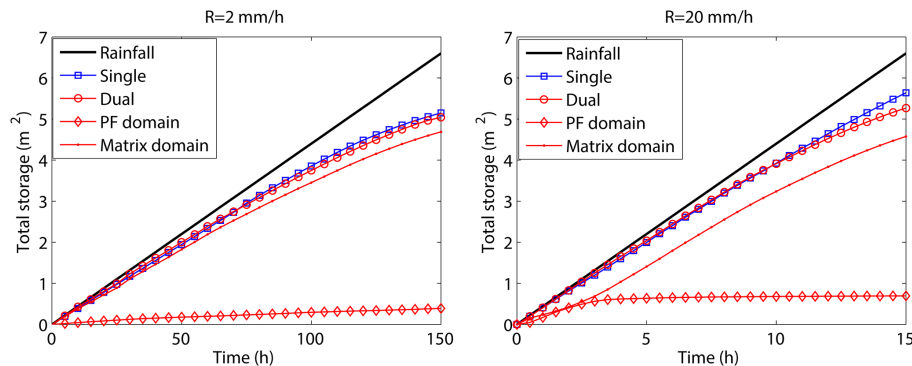 R=2 mm/h
7
6
5
4
3
2
1
0
Total storage (m²)
Rainfall
Single
Dual
PF domain
Matrix domain
0
50
100
150
Time (h)
R=20 mm/h
7
6
5
4
3
2
1
0
Total storage (m²)
Rainfall
Single
Dual
PF domain
Matrix domain
0
5
10
15
Time (h)